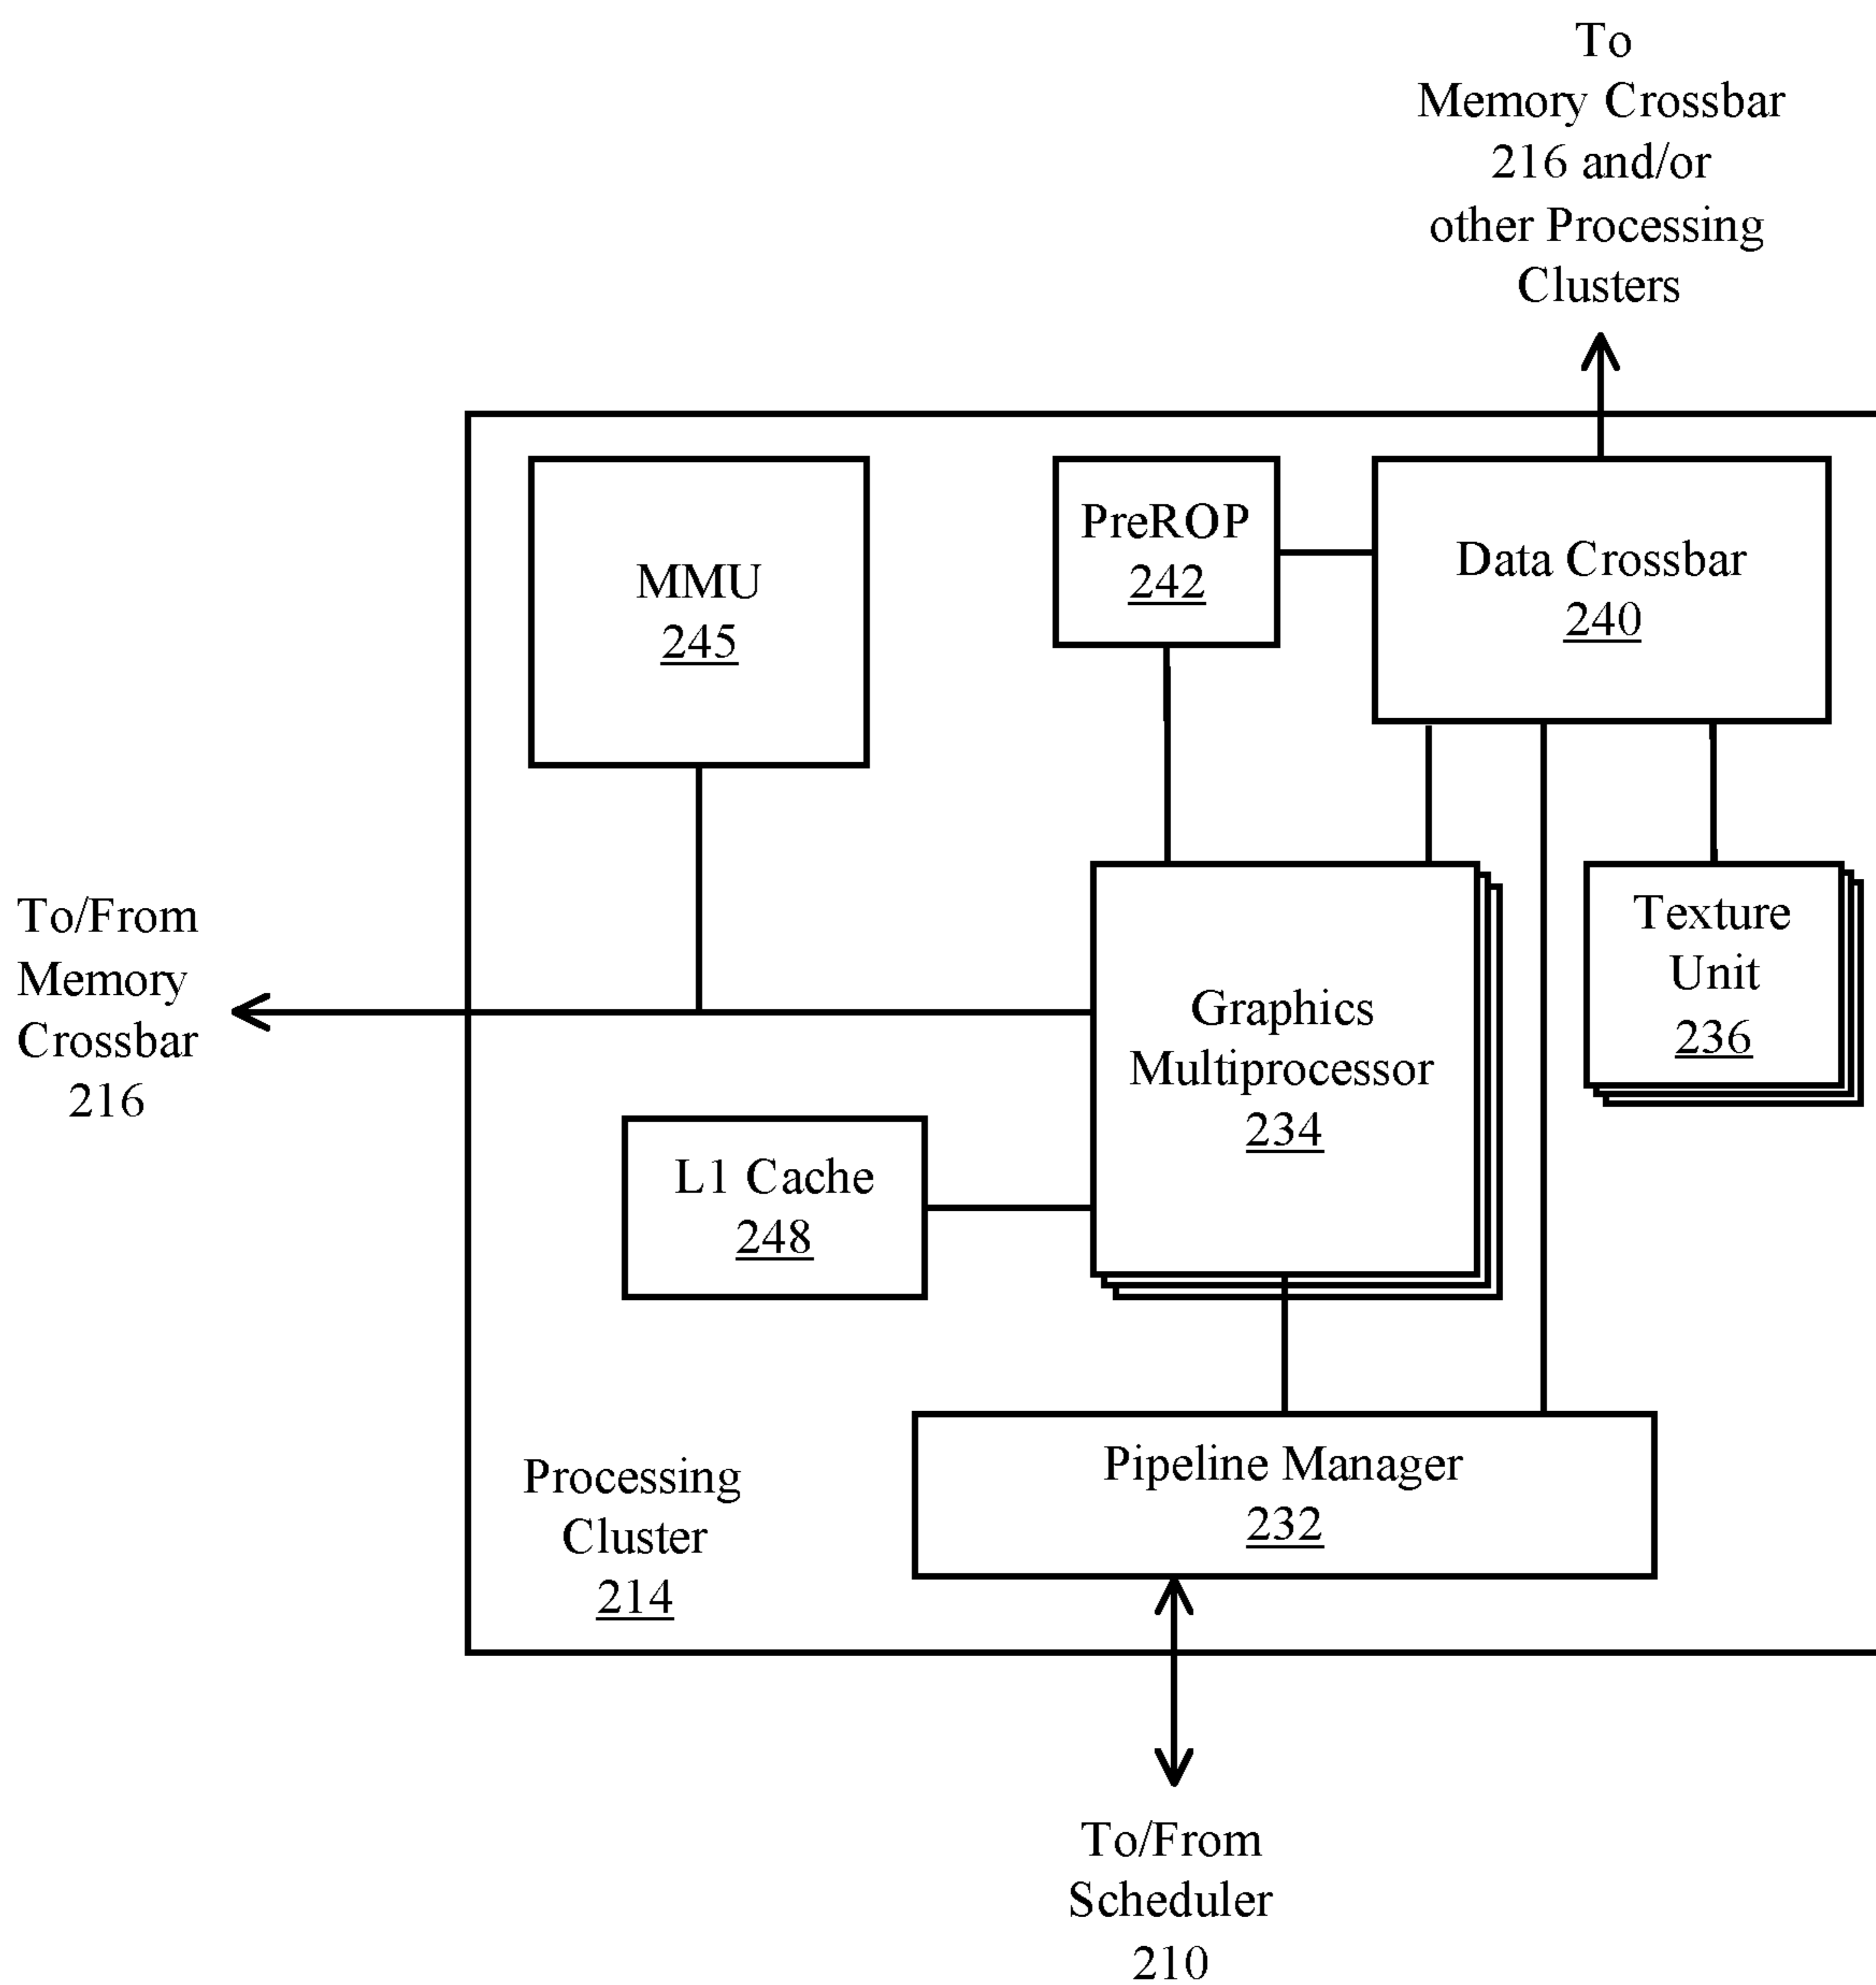 To
Memory Crossbar
216 and/or
other Processing
Clusters
MMU
245
PreROP
242
Data Crossbar
240
To/From
Memory
Crossbar
216
Graphics
Multiprocessor
234
Texture
Unit
236
L1 Cache
248
Processing
Cluster
214
Pipeline Manager
232
To/From
Scheduler
210